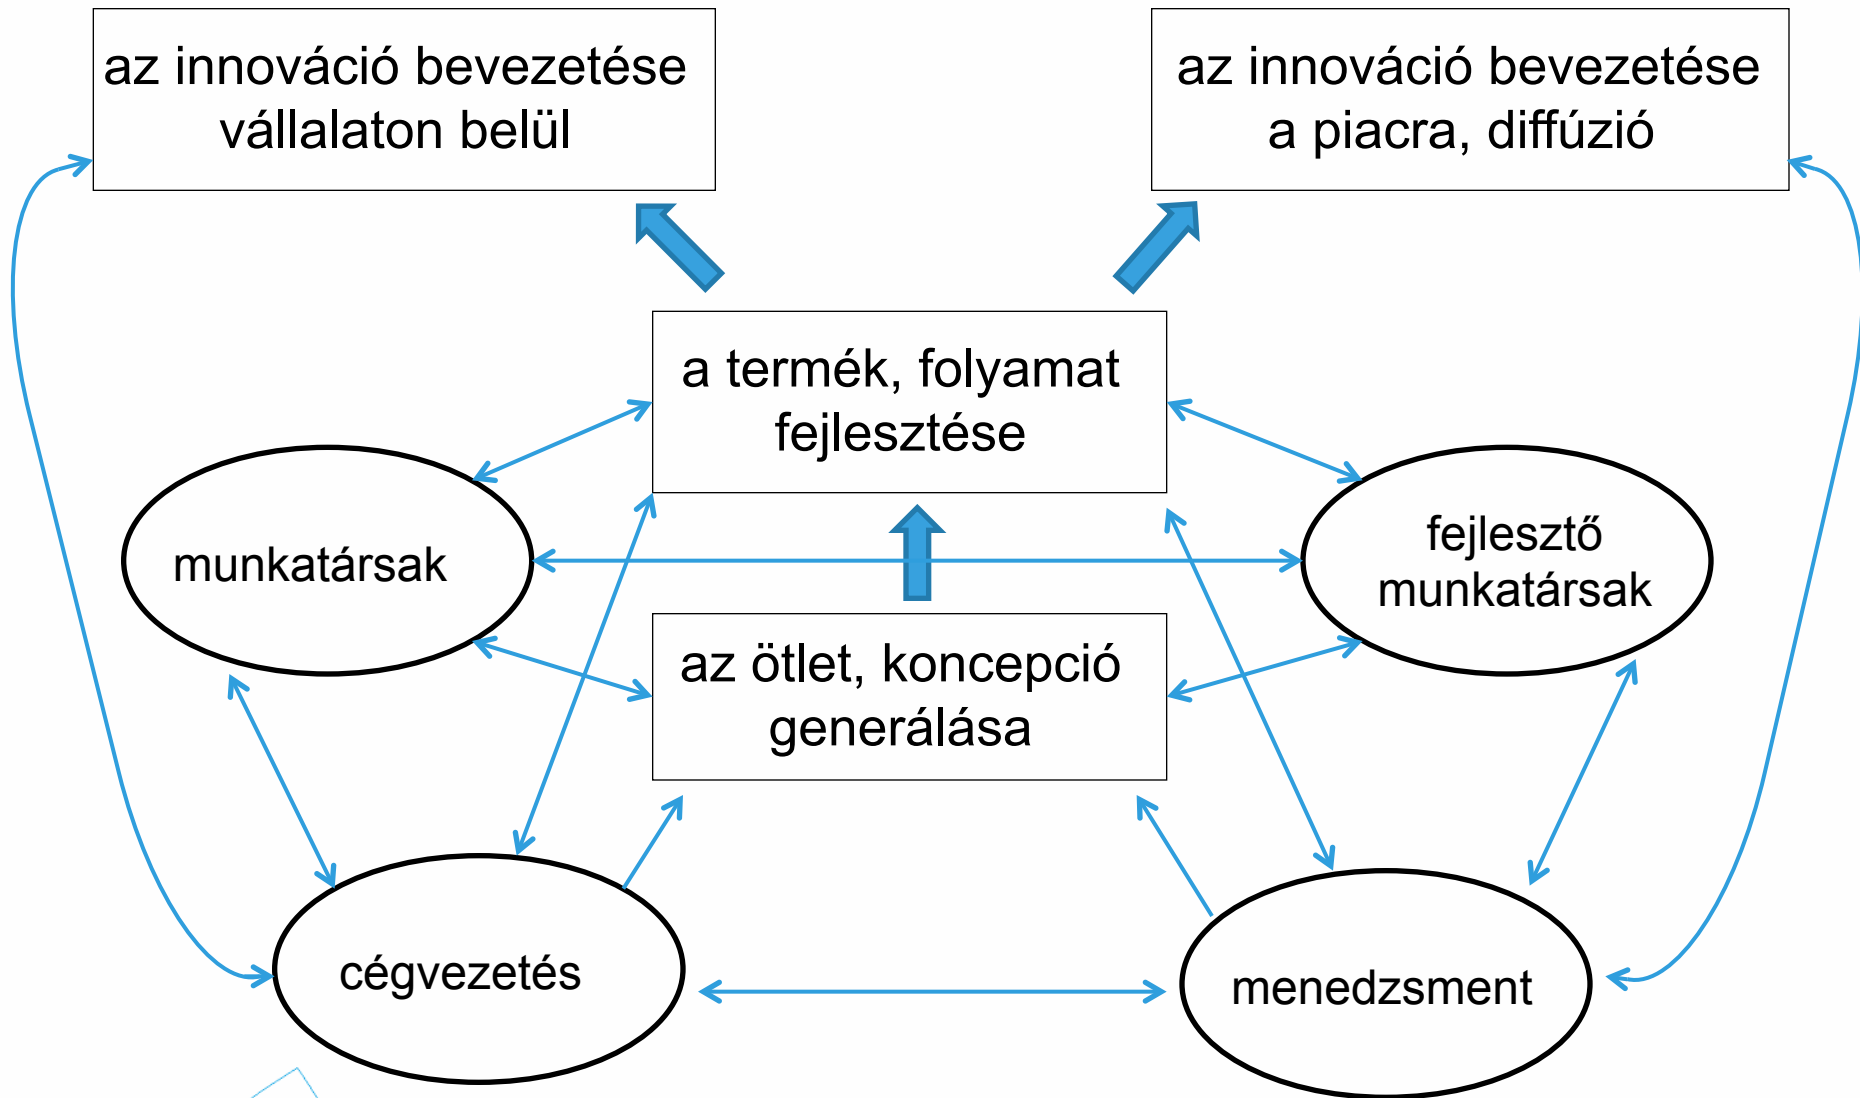 az innováció bevezetése
vállalaton belül
az innováció bevezetése
a piacra, diffúzió
a termék, folyamat
fejlesztése
munkatársak
fejlesztő
munkatársak
az ötlet, koncepció
generálása
cégvezetés
menedzsment